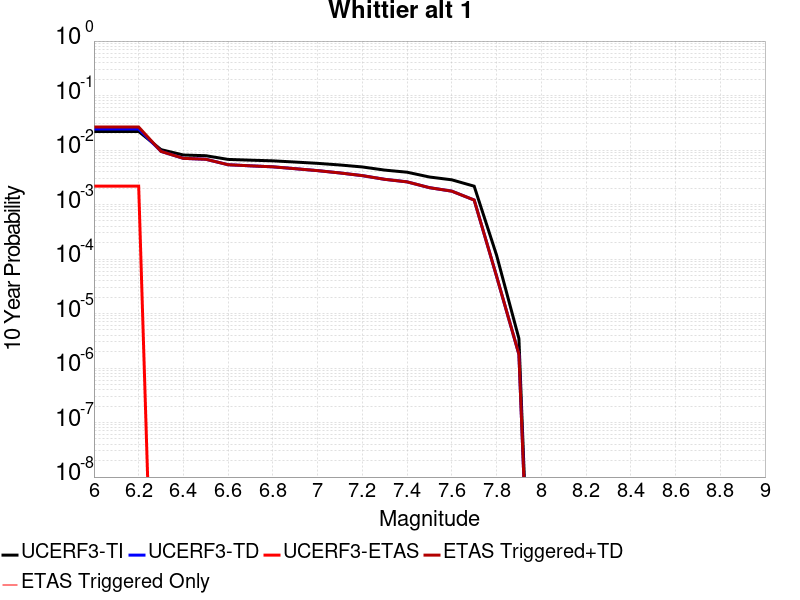 Whittier alt 1
10 Year Probability
10^0
10^-1
10^-2
10^-3
10^-4
10^-5
10^-6
10^-7
10^-8
6 6.2 6.4 6.6 6.8 7 7.2 7.4 7.6 7.8 8 8.2 8.4 8.6 8.8 9
Magnitude
UCERF3-TI UCERF3-TD UCERF3-ETAS ETAS Triggered+TD
ETAS Triggered Only